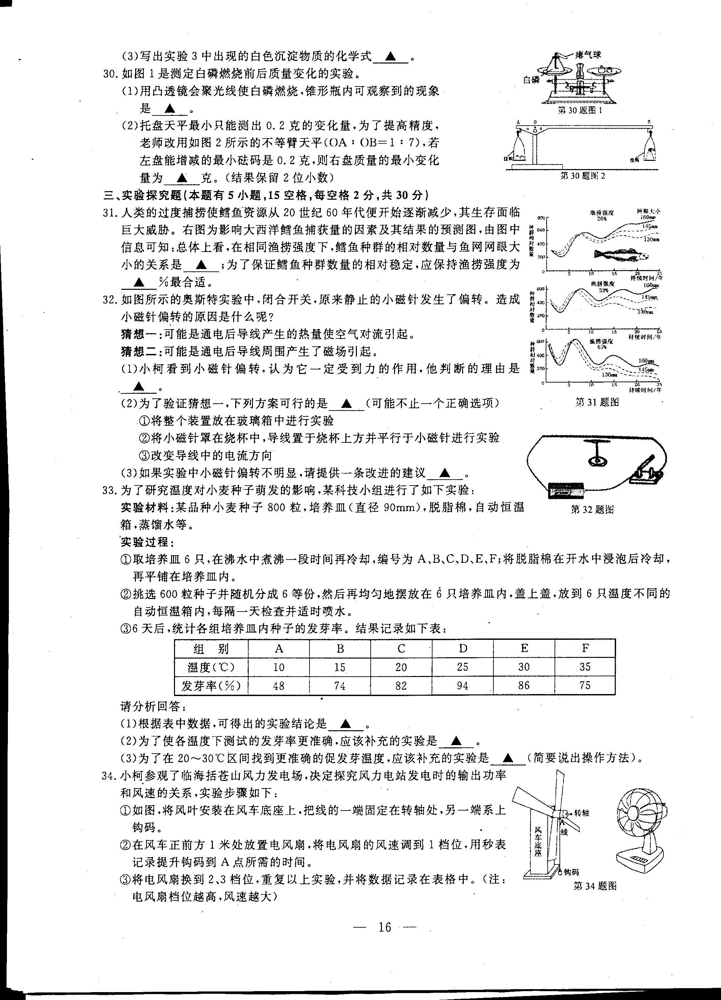 (3)写出实验3中出现的白色沉淀物质的化学式 ▲ 。
30.如图1是测定白磷燃烧前后质量变化的实验。
(1)用凸透镜会聚光线使白磷燃烧,锥形瓶内可观察到的现象
是 ▲ 。
(2)托盘天平最小只能测出0.2克的变化量,为了提高精度,
老师改用如图2所示的不等臂天平(OA:OB=1:7),若
左盘能增减的最小砝码是0.2克,则右盘质量的最小变化
量为 ▲ 克。(结果保留2位小数)
瘪气球
白磷
第30题图1
A O B
挂钩 挂钩
第30题图2
三、实验探究题(本题有5小题,15空格,每空格2分,共30分)
31.人类的过度捕捞使鳕鱼资源从20世纪60年代便开始逐渐减少,其生存面临
巨大威胁。右图为影响大西洋鳕鱼捕获量的因素及其结果的预测图,由图中
信息可知:总体上看,在相同渔捞强度下,鳕鱼种群的相对数量与鱼网网眼大
小的关系是 ▲ ;为了保证鳕鱼种群数量的相对稳定,应保持渔捞强度为
▲ %最合适。
渔捞强度 网眼大小
26% 160mm
145mm
130mm
种群相对数量
800
600
400
200
0 5 10 15 20 25
持续时间/年
渔捞强度
33%
160mm
145mm
130mm
种群相对数量
600
400
200
0 5 10 15 20 25
持续时间/年
渔捞强度
45%
160mm
145mm
130mm
种群相对数量
600
400
200
0 5 10 15 20 25
持续时间/年
第31题图
32.如图所示的奥斯特实验中,闭合开关,原来静止的小磁针发生了偏转。造成
小磁针偏转的原因是什么呢?
猜想一:可能是通电后导线产生的热量使空气对流引起。
猜想二:可能是通电后导线周围产生了磁场引起。
(1)小柯看到小磁针偏转,认为它一定受到力的作用,他判断的理由是
▲ 。
(2)为了验证猜想一,下列方案可行的是 ▲ (可能不止一个正确选项)
①将整个装置放在玻璃箱中进行实验
②将小磁针罩在烧杯中,导线置于烧杯上方并平行于小磁针进行实验
③改变导线中的电流方向
(3)如果实验中小磁针偏转不明显,请提供一条改进的建议 ▲ 。
第32题图
33.为了研究温度对小麦种子萌发的影响,某科技小组进行了如下实验:
实验材料:某品种小麦种子800粒,培养皿(直径90mm),脱脂棉,自动恒温
箱,蒸馏水等。
实验过程:
①取培养皿6只,在沸水中煮沸一段时间再冷却,编号为A、B、C、D、E、F;将脱脂棉在开水中浸泡后冷却,
再平铺在培养皿内。
②挑选600粒种子并随机分成6等份,然后再均匀地摆放在6只培养皿内,盖上盖,放到6只温度不同的
自动恒温箱内,每隔一天检查并适时喷水。
③6天后,统计各组培养皿内种子的发芽率。结果记录如下表:
组 别 A B C D E F
温度(℃) 10 15 20 25 30 35
发芽率(%) 48 74 82 94 86 75
请分析回答:
(1)根据表中数据,可得出的实验结论是 ▲ 。
(2)为了使各温度下测试的发芽率更准确,应该补充的实验是 ▲ 。
(3)为了在20～30℃区间找到更准确的促发芽温度,应该补充的实验是 ▲ (简要说出操作方法)。
34.小柯参观了临海括苍山风力发电场,决定探究风力电站发电时的输出功率
和风速的关系,实验步骤如下:
①如图,将风叶安装在风车底座上,把线的一端固定在转轴处,另一端系上
钩码。
②在风车正前方1米处放置电风扇,将电风扇的风速调到1档位,用秒表
记录提升钩码到A点所需的时间。
③将电风扇换到2、3档位,重复以上实验,并将数据记录在表格中。(注:
电风扇档位越高,风速越大)
转轴
A
线
风车底座
钩码
第34题图
— 16 —